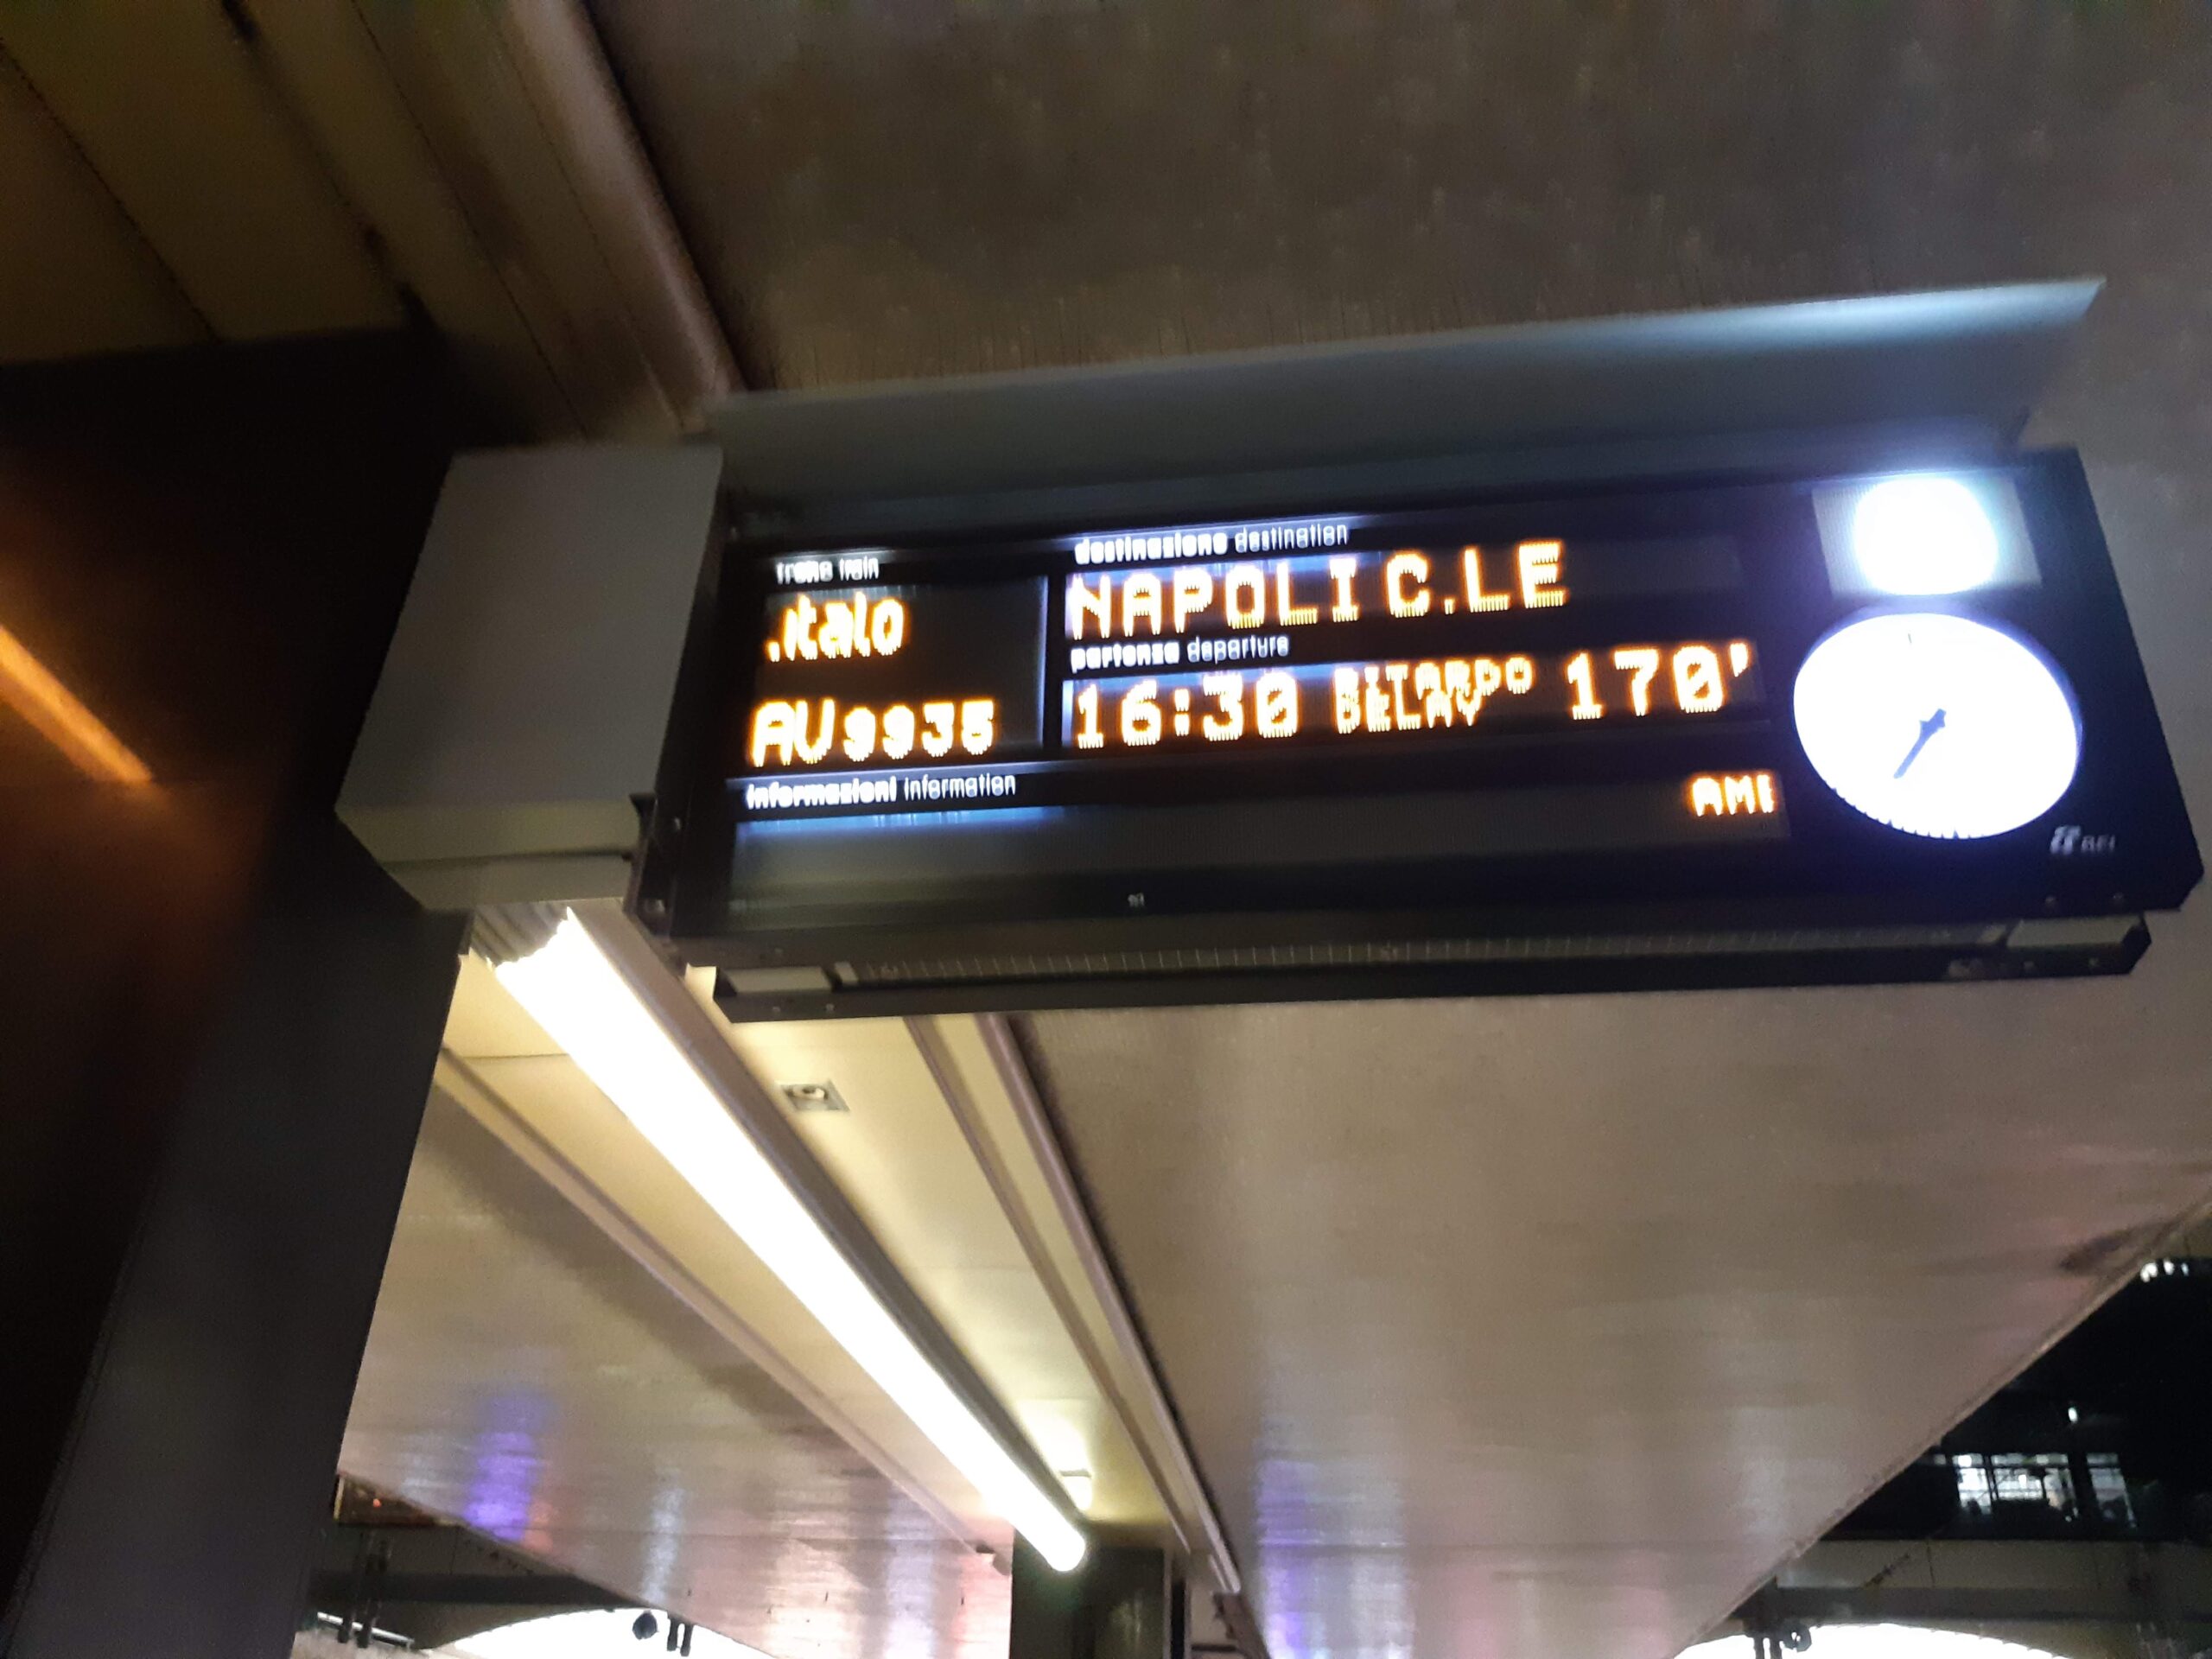 treno train
destinazione destination
.italo
NAPOLI C.LE
partenza departure
AV 9935
16:30 RITARDO DELAY 170'
informazioni information
AMI
RFI